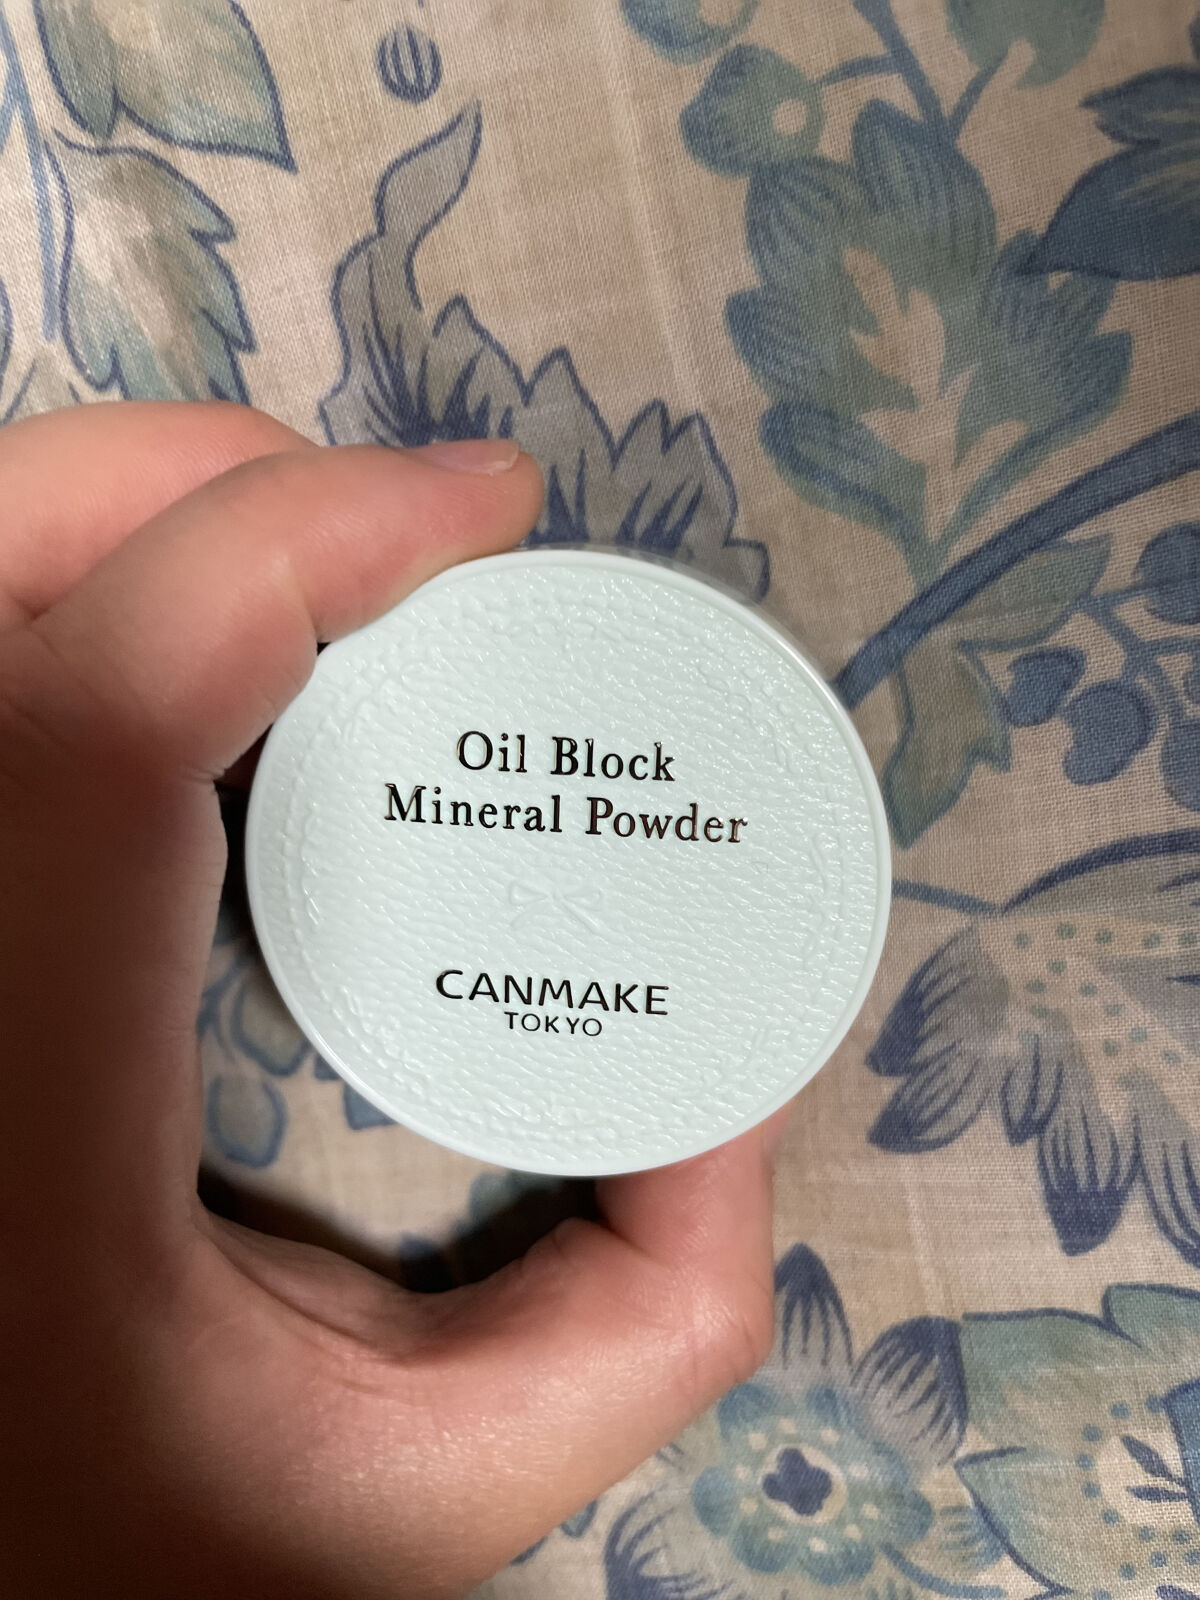 Oil Block
Mineral Powder
CANMAKE
TOKYO